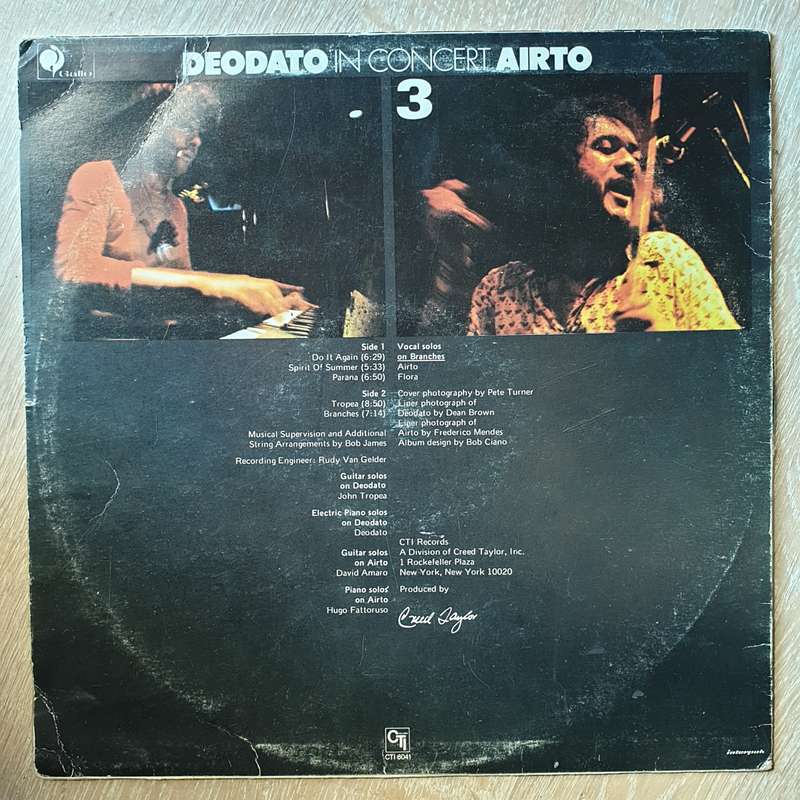 DEODATO IN CONCERT AIRTO
3
Side 1
Do It Again (6:29)
Spirit Of Summer (5:33)
Parana (6:50)
Side 2
Tropea (8:50)
Branches (7:14)
Musical Supervision and Additional
String Arrangements by Bob James
Recording Engineer: Rudy Van Gelder
Guitar solos
on Deodato
John Tropea
Electric Piano solos
on Deodato
Deodato
Guitar solos
on Airto
David Amaro
Piano solos
on Airto
Hugo Fattoruso
Vocal solos
on Branches
Airto
Flora
Cover photography by Pete Turner
Liner photograph of
Deodato by Dean Brown
Liner photograph of
Airto by Frederico Mendes
Album design by Bob Ciano
CTI Records
A Division of Creed Taylor, Inc.
1 Rockefeller Plaza
New York, New York 10020
Produced by
Creed Taylor
CTI
CTI 6041
interpak